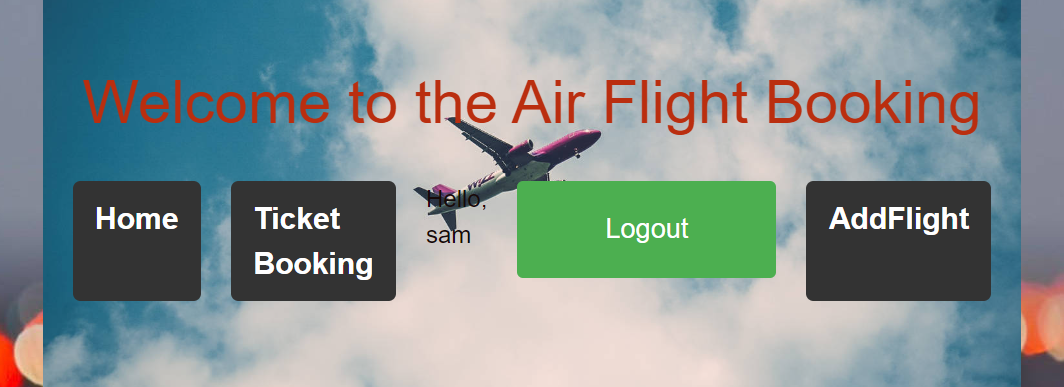 Welcome to the Air Flight Booking
Home
Ticket
Booking
Hello,
sam
Logout
AddFlight